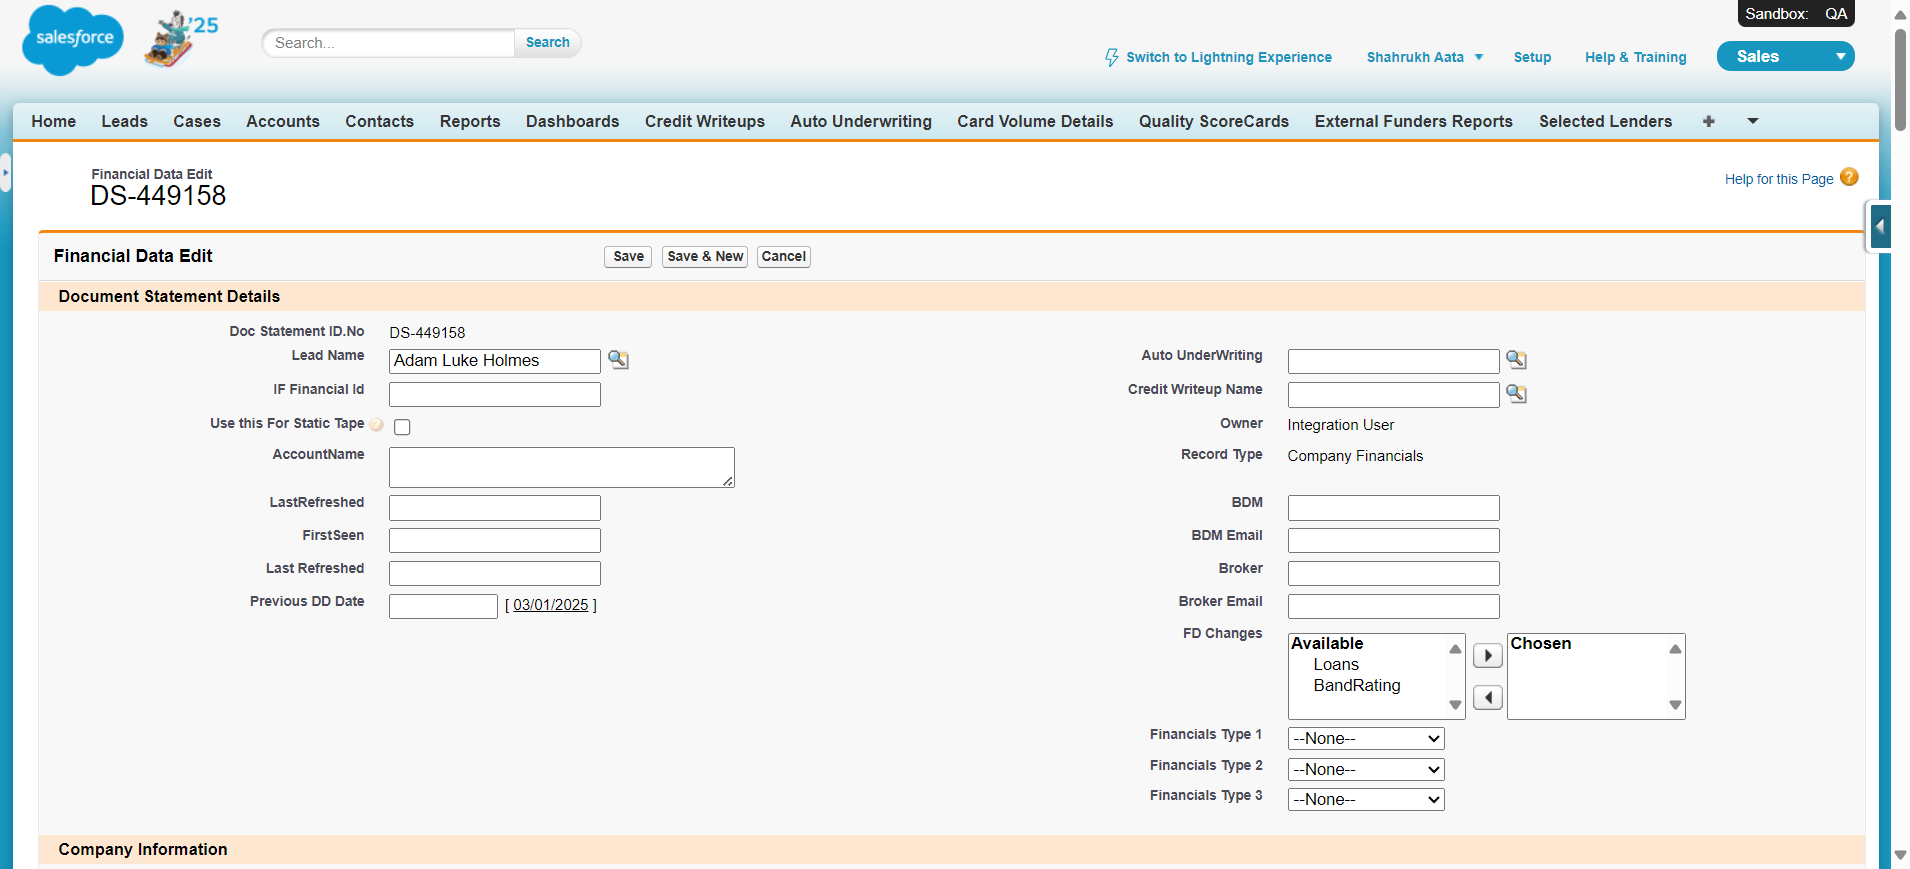 Sandbox: QA
salesforce
'25
Search...
Search
Switch to Lightning Experience
Shahrukh Aata
Setup
Help & Training
Sales
Home
Leads
Cases
Accounts
Contacts
Reports
Dashboards
Credit Writeups
Auto Underwriting
Card Volume Details
Quality ScoreCards
External Funders Reports
Selected Lenders
+
Financial Data Edit
DS-449158
Help for this Page ?
Financial Data Edit
Save
Save & New
Cancel
Document Statement Details
Doc Statement ID.No DS-449158
Lead Name Adam Luke Holmes
Auto UnderWriting
IF Financial Id
Credit Writeup Name
Use this For Static Tape ?
Owner Integration User
AccountName
Record Type Company Financials
LastRefreshed
BDM
FirstSeen
BDM Email
Last Refreshed
Broker
Previous DD Date [ 03/01/2025 ]
Broker Email
FD Changes
Available
Loans
BandRating
Chosen
Financials Type 1 --None--
Financials Type 2 --None--
Financials Type 3 --None--
Company Information